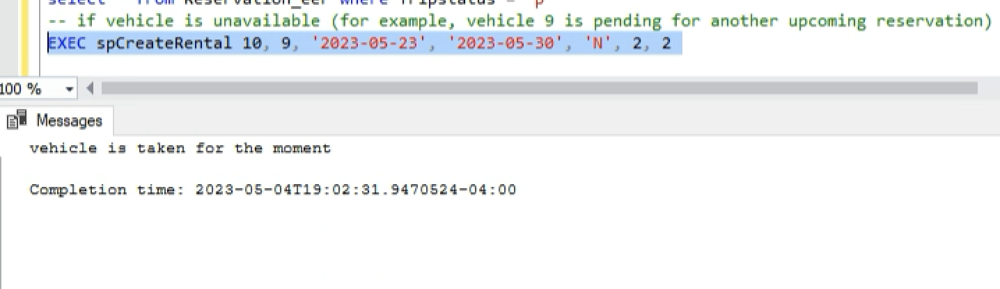 select * from Reservation_eer where Tripstatus = 'p'
-- if vehicle is unavailable (for example, vehicle 9 is pending for another upcoming reservation)
EXEC spCreateRental 10, 9, '2023-05-23', '2023-05-30', 'N', 2, 2
100 %
Messages
vehicle is taken for the moment
Completion time: 2023-05-04T19:02:31.9470524-04:00